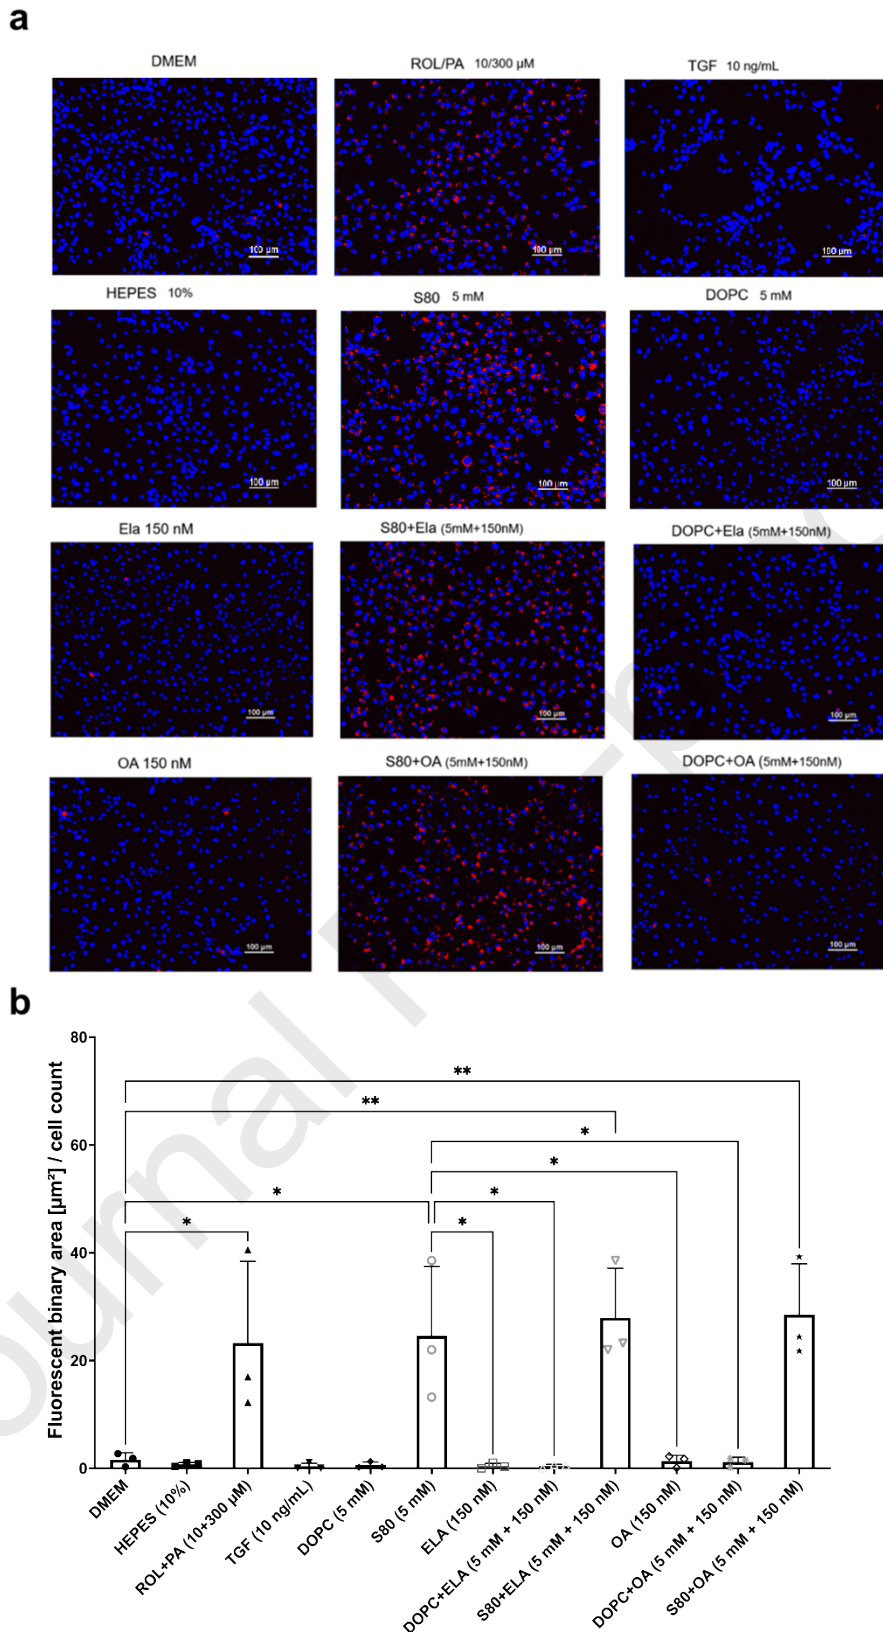 a
DMEM
ROL/PA 10/300 µM
TGF 10 ng/mL
100 µm
100 µm
100 µm
HEPES 10%
S80 5 mM
DOPC 5 mM
100 µm
100 µm
100 µm
Ela 150 nM
S80+Ela (5mM+150nM)
DOPC+Ela (5mM+150nM)
100 µm
100 µm
100 µm
OA 150 nM
S80+OA (5mM+150nM)
DOPC+OA (5mM+150nM)
100 µm
100 µm
100 µm
b
Fluorescent binary area [µm²] / cell count
80
60
40
20
0
**
**
*
*
*
*
*
*
DMEM
HEPES (10%)
ROL+PA (10+300 µM)
TGF (10 ng/mL)
DOPC (5 mM)
S80 (5 mM)
ELA (150 nM)
DOPC+ELA (5 mM + 150 nM)
S80+ELA (5 mM + 150 nM)
OA (150 nM)
DOPC+OA (5 mM + 150 nM)
S80+OA (5 mM + 150 nM)